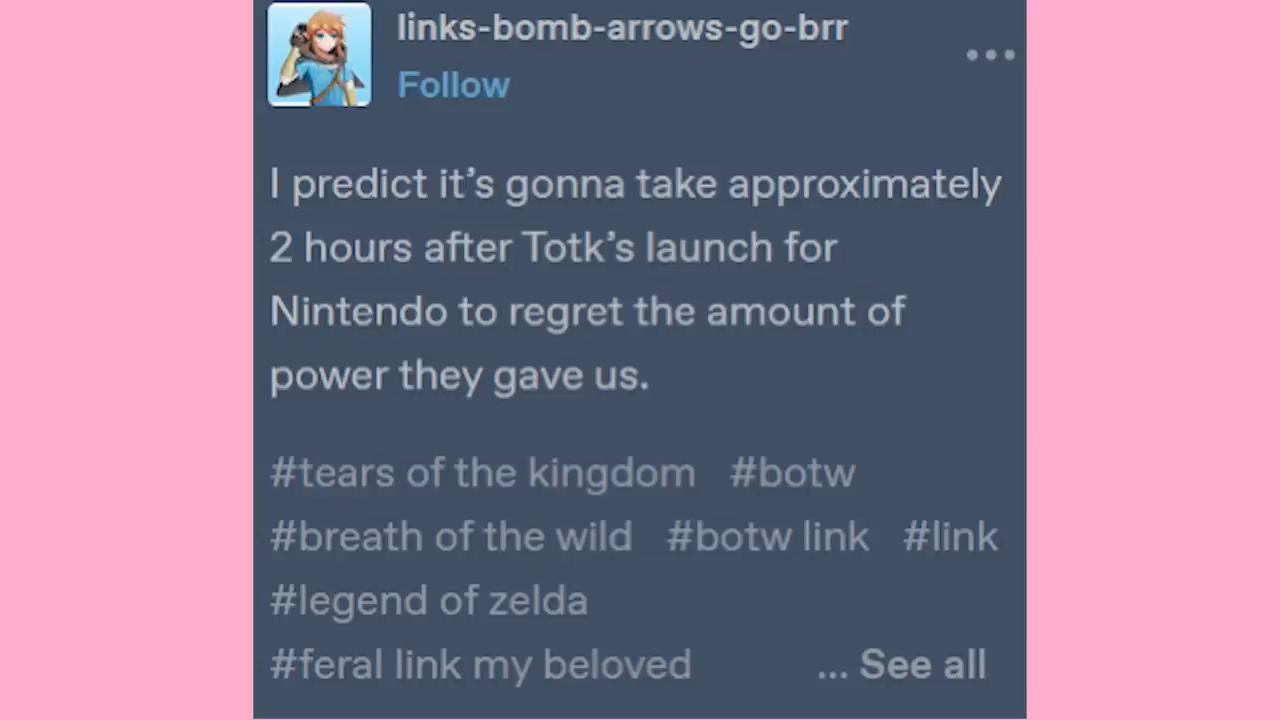 links-bomb-arrows-go-brr
Follow
I predict it’s gonna take approximately
2 hours after Totk’s launch for
Nintendo to regret the amount of
power they gave us.
#tears of the kingdom #botw
#breath of the wild #botw link #link
#legend of zelda
#feral link my beloved ... See all